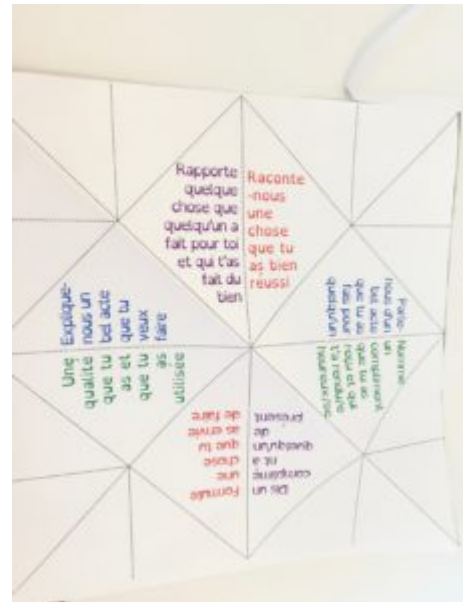 Rapporte
quelque
chose que
quelqu'un a
fait pour toi
et qui t'as
fait du
bien
Raconte
-nous
une
chose
que tu
as bien
réussi
Explique-
nous un
bel acte
que tu
veux
faire
Une
qualité
que tu
as et
que tu
as
utilisée
Parle-
nous d'un
bel acte
que tu as
fait pour
quelqu'un
Nomme
un
compliment
que tu as
reçu et qui
t'a rendu/e
heureux/se
Formule
une
chose
que tu
as envie
de faire
Dis un
complime
nt à
quelqu'un
de
présent